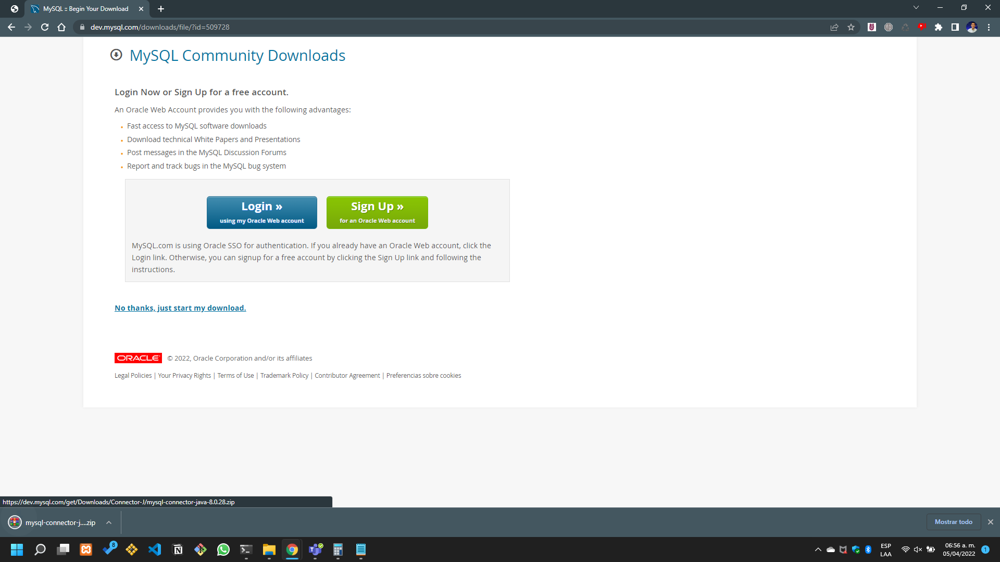 MySQL :: Begin Your Download
dev.mysql.com/downloads/file/?id=509728
MySQL Community Downloads
Login Now or Sign Up for a free account.
An Oracle Web Account provides you with the following advantages:
Fast access to MySQL software downloads
Download technical White Papers and Presentations
Post messages in the MySQL Discussion Forums
Report and track bugs in the MySQL bug system
Login »
using my Oracle Web account
Sign Up »
for an Oracle Web account
MySQL.com is using Oracle SSO for authentication. If you already have an Oracle Web account, click the
Login link. Otherwise, you can signup for a free account by clicking the Sign Up link and following the
instructions.
No thanks, just start my download.
ORACLE © 2022, Oracle Corporation and/or its affiliates
Legal Policies | Your Privacy Rights | Terms of Use | Trademark Policy | Contributor Agreement | Preferencias sobre cookies
https://dev.mysql.com/get/Downloads/Connector-J/mysql-connector-java-8.0.28.zip
mysql-connector-j....zip
Mostrar todo
8
ESP
LAA
06:56 a. m.
05/04/2022
1